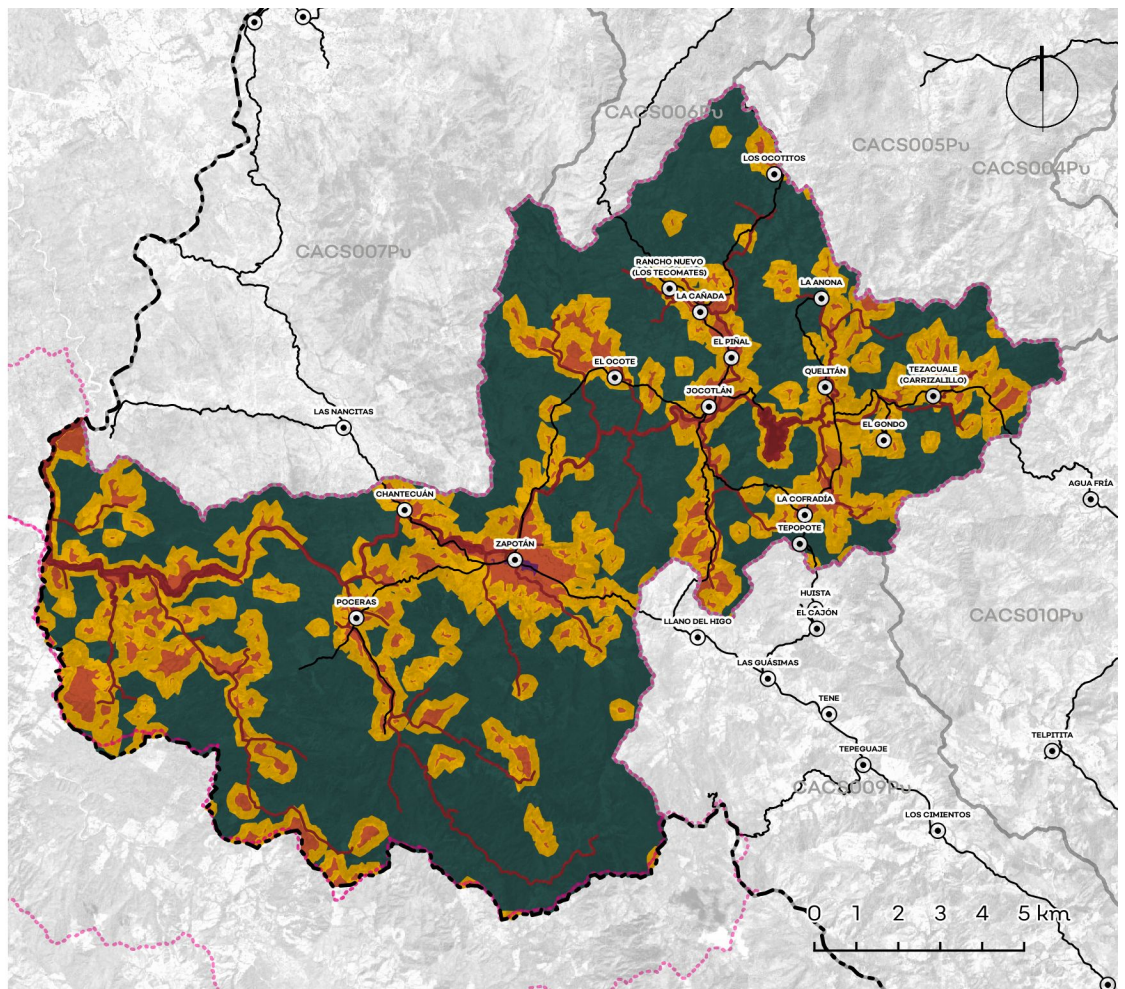 CACS006Pu
CACS005Pu
LOS OCOTITOS
CACS004Pu
CACS007Pu
RANCHO NUEVO
(LOS TECOMATES)
LA ANONA
LA CAÑADA
EL PIÑAL
EL OCOTE
QUELITÁN
TEZACUALE
(CARRIZALILLO)
JOCOTLÁN
LAS NANCITAS
EL GONDO
AGUA FRÍA
CHANTECUÁN
LA COFRADÍA
TEPOPOTE
ZAPOTÁN
HUISTA
POCERAS
EL CAJÓN
CACS010Pu
LLANO DEL HIGO
LAS GUÁSIMAS
TENE
TELPITITA
TEPEGUAJE
CACS009Pu
LOS CIMIENTOS
0 1 2 3 4 5 km